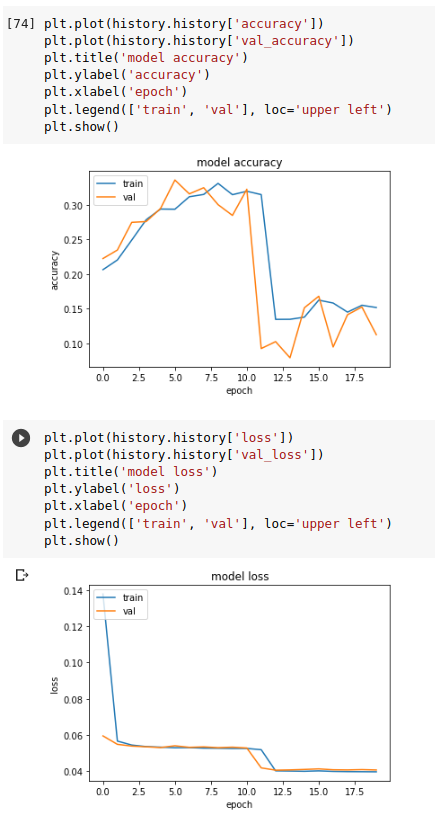 [74] plt.plot(history.history['accuracy'])
plt.plot(history.history['val_accuracy'])
plt.title('model accuracy')
plt.ylabel('accuracy')
plt.xlabel('epoch')
plt.legend(['train', 'val'], loc='upper left')
plt.show()
model accuracy
train
val
0.30
0.25
0.20
0.15
0.10
accuracy
0.0 2.5 5.0 7.5 10.0 12.5 15.0 17.5
epoch
plt.plot(history.history['loss'])
plt.plot(history.history['val_loss'])
plt.title('model loss')
plt.ylabel('loss')
plt.xlabel('epoch')
plt.legend(['train', 'val'], loc='upper left')
plt.show()
model loss
0.14
train
val
0.12
0.10
0.08
0.06
0.04
loss
0.0 2.5 5.0 7.5 10.0 12.5 15.0 17.5
epoch